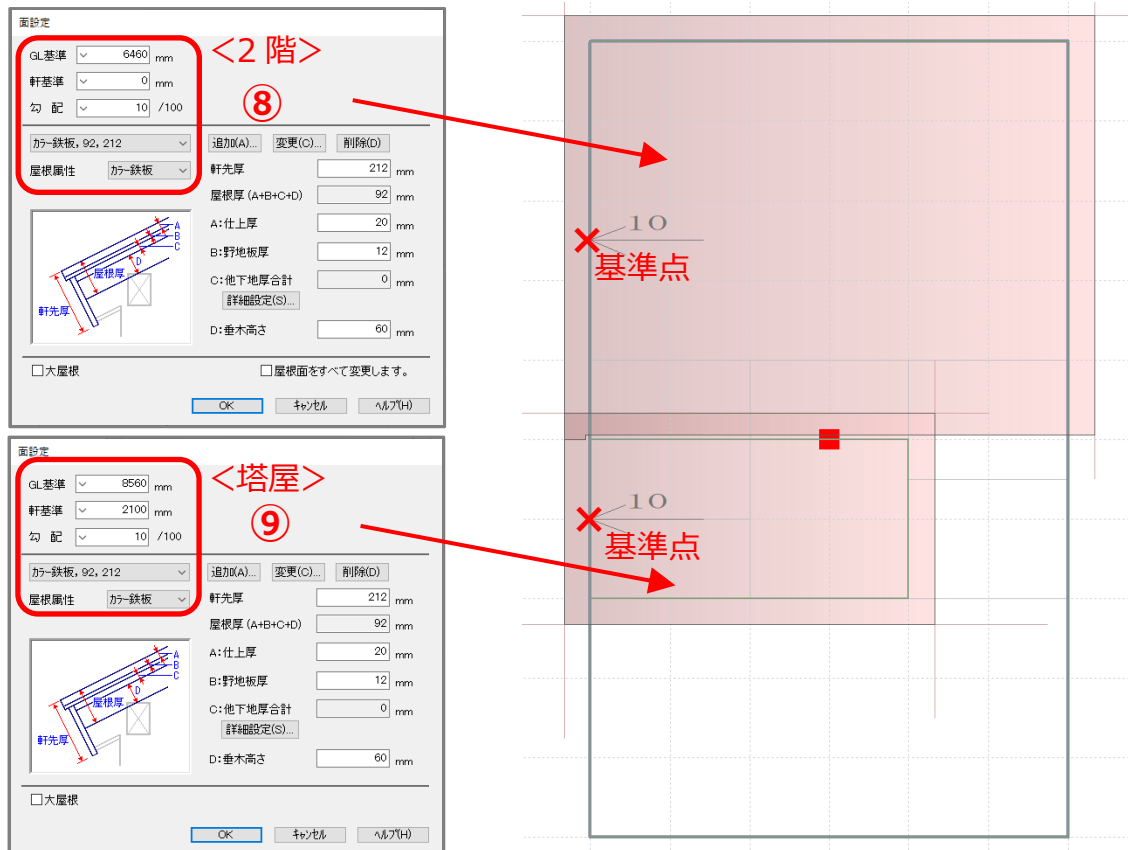 面設定
GL基準 6460 mm
軒基準 0 mm
勾 配 10 /100
<2 階>
⑧
カラー鉄板, 92, 212
追加(A)... 変更(C)... 削除(D)
屋根属性 カラー鉄板
軒先厚 212 mm
屋根厚 (A+B+C+D) 92 mm
A:仕上厚 20 mm
B:野地板厚 12 mm
C:他下地厚合計 0 mm
詳細設定(S)...
D:垂木高さ 60 mm
A
B
C
D
屋根厚
軒先厚
大屋根
屋根面をすべて変更します。
OK キャンセル ヘルプ(H)
面設定
GL基準 8560 mm
軒基準 2100 mm
勾 配 10 /100
<塔屋>
⑨
カラー鉄板, 92, 212
追加(A)... 変更(C)... 削除(D)
屋根属性 カラー鉄板
軒先厚 212 mm
屋根厚 (A+B+C+D) 92 mm
A:仕上厚 20 mm
B:野地板厚 12 mm
C:他下地厚合計 0 mm
詳細設定(S)...
D:垂木高さ 60 mm
A
B
C
D
屋根厚
軒先厚
大屋根
OK キャンセル ヘルプ(H)
10
基準点
10
基準点